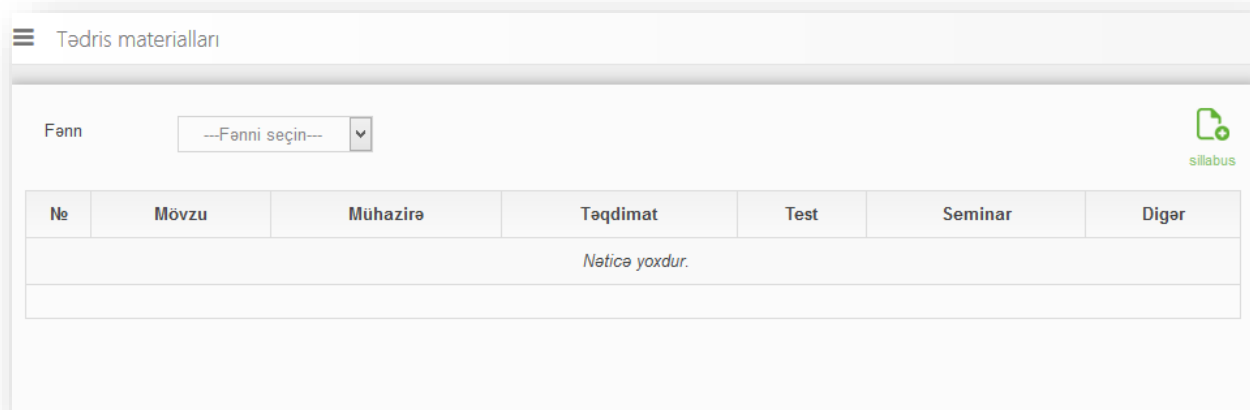 Tədris materialları
Fənn
---Fənni seçin---
sillabus
№ Mövzu Mühazirə Təqdimat Test Seminar Digər
Nəticə yoxdur.